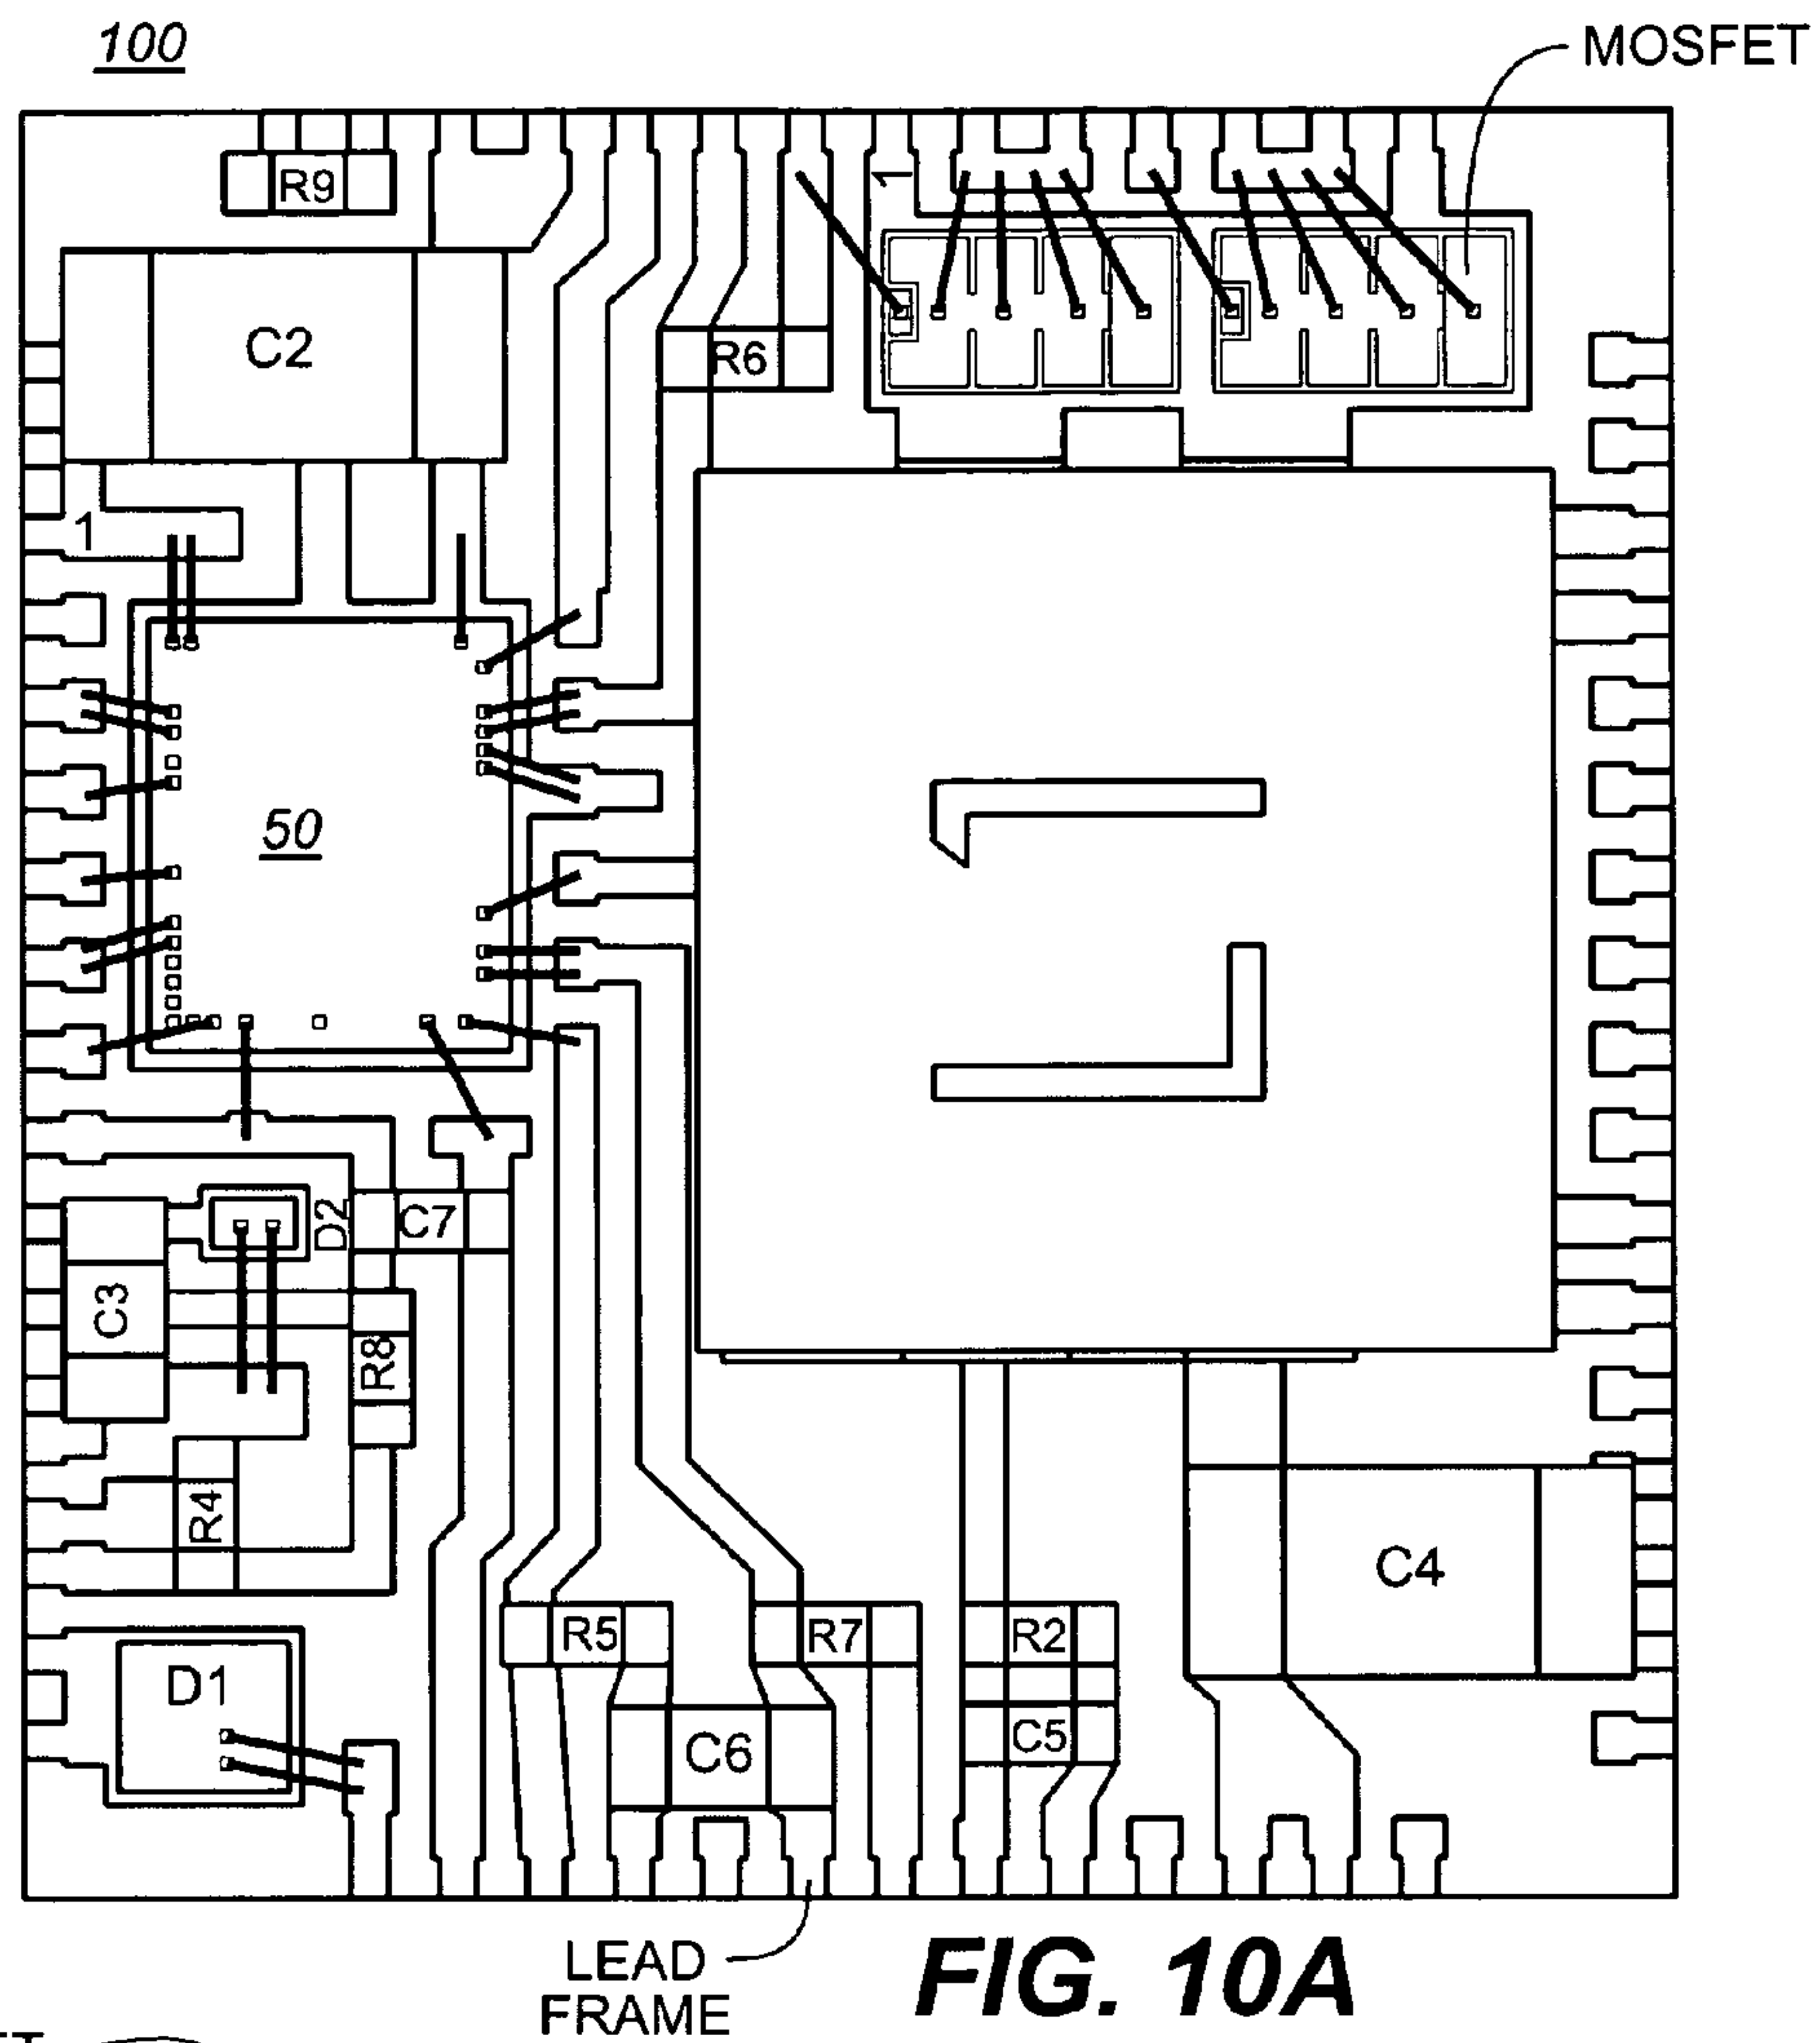 100
MOSFET
R9
1
C2
R6
1
50
D2
C7
C3
R8
R4
R5
R7
R2
C4
D1
C6
C5
LEAD
FRAME
FIG. 10A